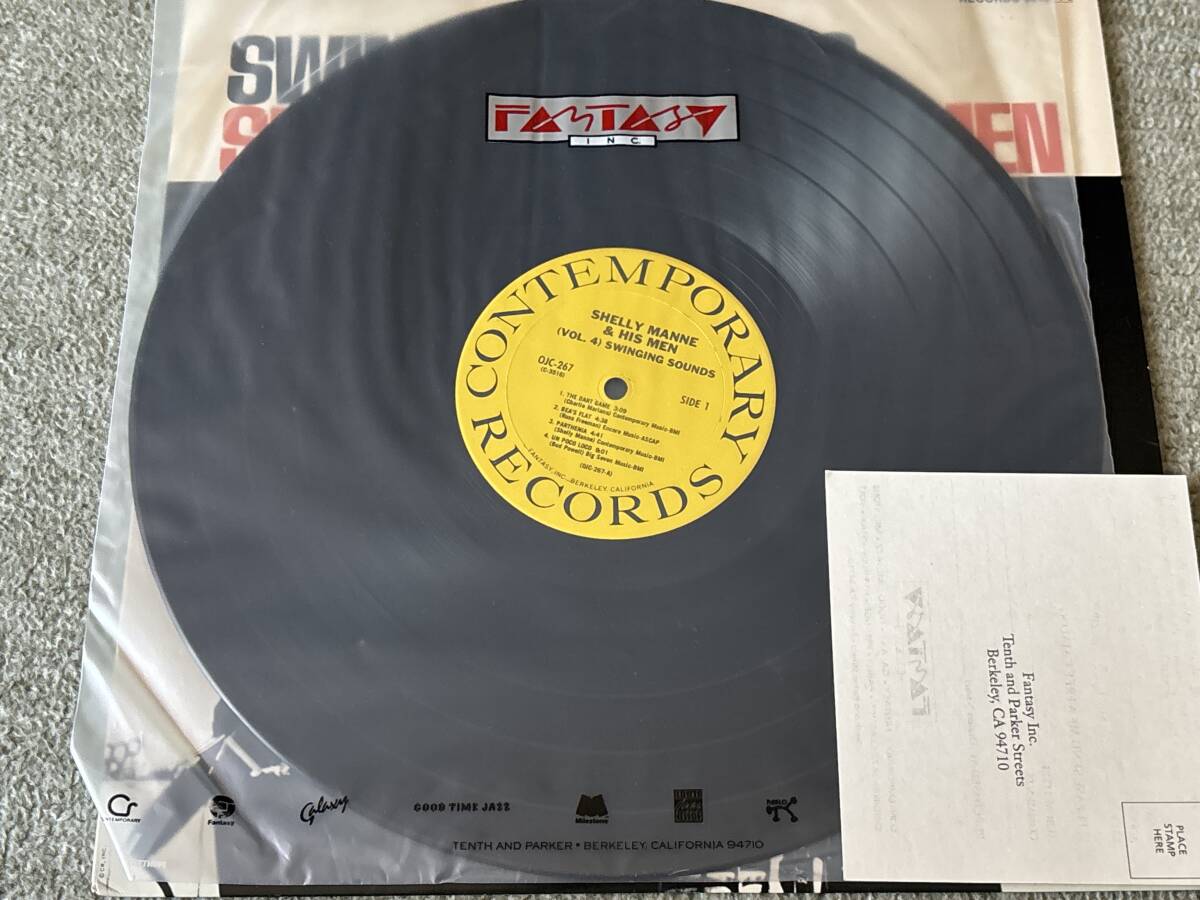 RECORDS
SWIN
MEN
FANTASY
INC.
CONTEMPORARY RECORDS
SHELLY MANNE
& HIS MEN
(VOL. 4) SWINGING SOUNDS
OJC-267
(C-3516)
SIDE 1
1. THE DART GAME 3:09
(Charlie Mariano) Contemporary Music-BMI
2. BEA'S FLAT 4:38
(Russ Freeman) Encore Music-ASCAP
3. PARTHENIA 4:41
(Shelly Manne) Contemporary Music-BMI
4. UN POCO LOCO
(Bud Powell) Big Seven Music-BMI
(OJC-267-A)
FANTASY, INC.—BERKELEY, CALIFORNIA
Fantasy Inc.
Tenth and Parker Streets
Berkeley, CA 94710
PLACE
STAMP
HERE
CONTEMPORARY
Fantasy
Galaxy
GOOD TIME JAZZ
Milestone
TENTH AND PARKER • BERKELEY, CALIFORNIA 94710